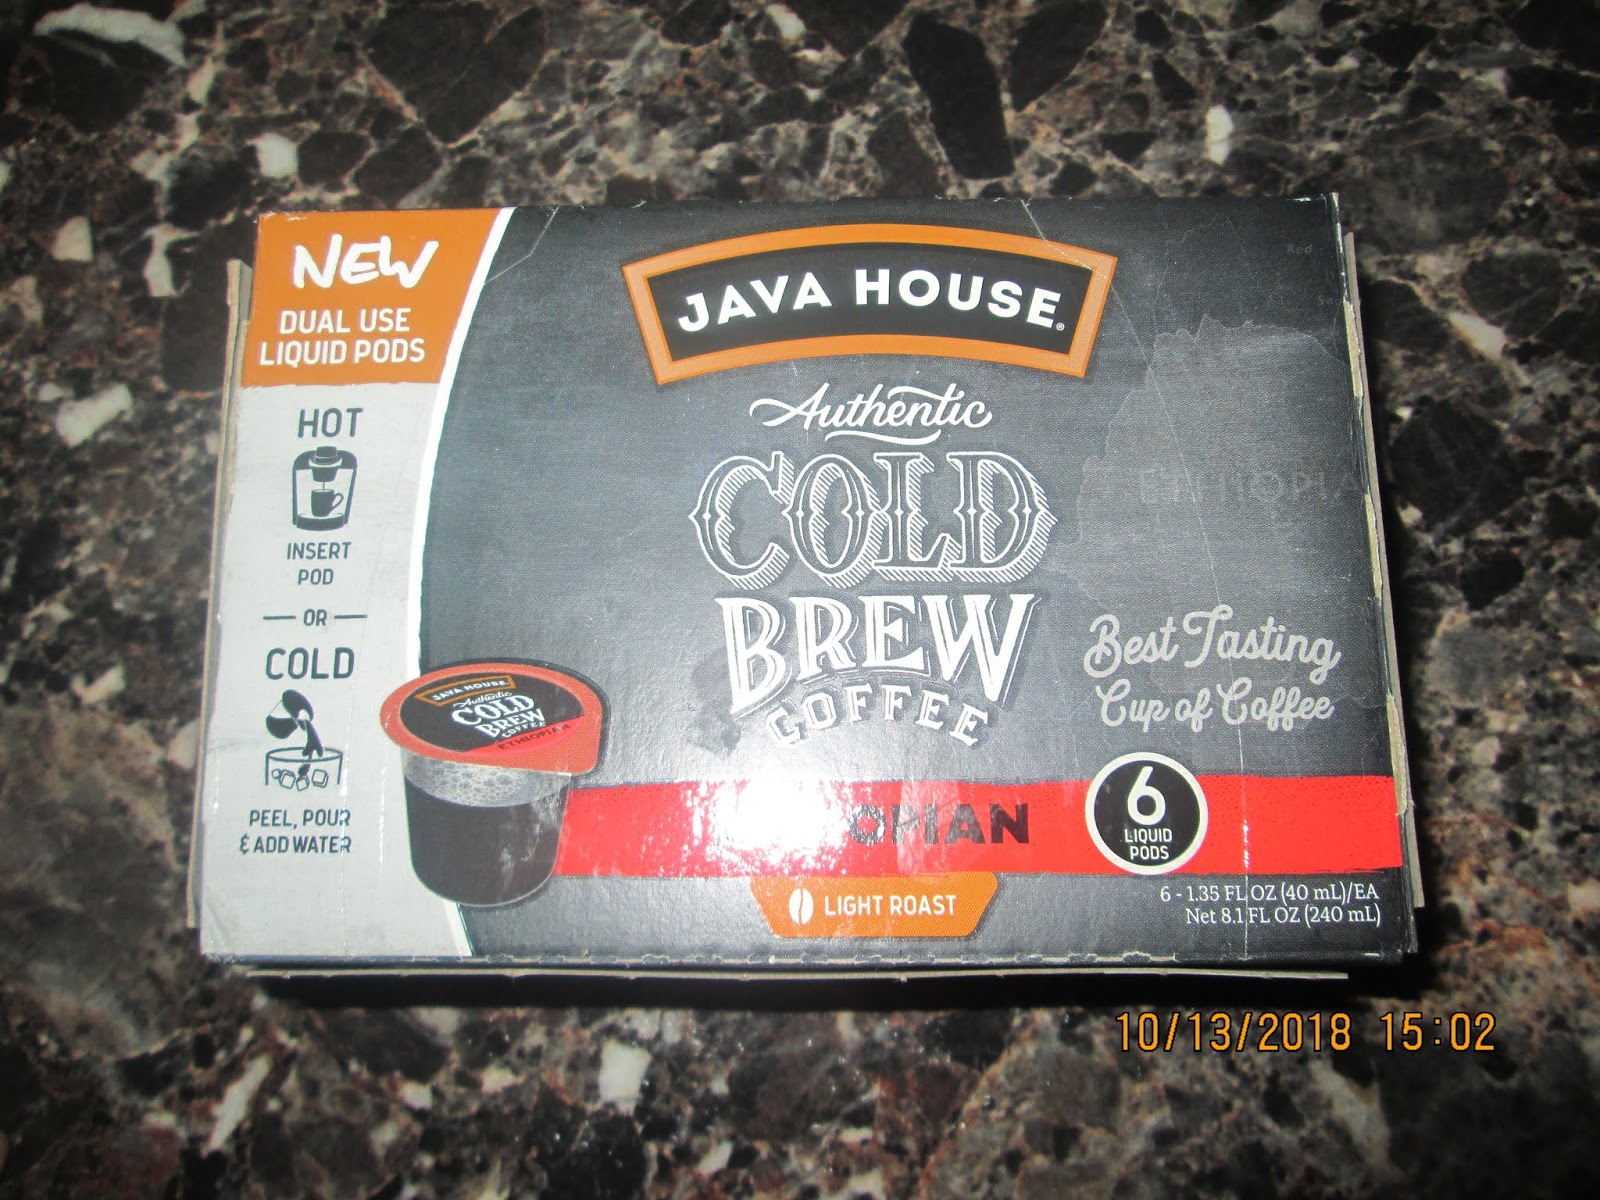 NEW
DUAL USE
LIQUID PODS
HOT
INSERT
POD
OR
COLD
PEEL, POUR
& ADD WATER
JAVA HOUSE®
Authentic
COLD
BREW
COFFEE
JAVA HOUSE
Authentic
COLD
BREW
COFFEE
ETHIOPIAN
Red
ETHIOPIA
Best Tasting
Cup of Coffee
OPIAN
6
LIQUID
PODS
LIGHT ROAST
6 - 1.35 FL OZ (40 mL)/EA
Net 8.1 FL OZ (240 mL)
10/13/2018 15:02